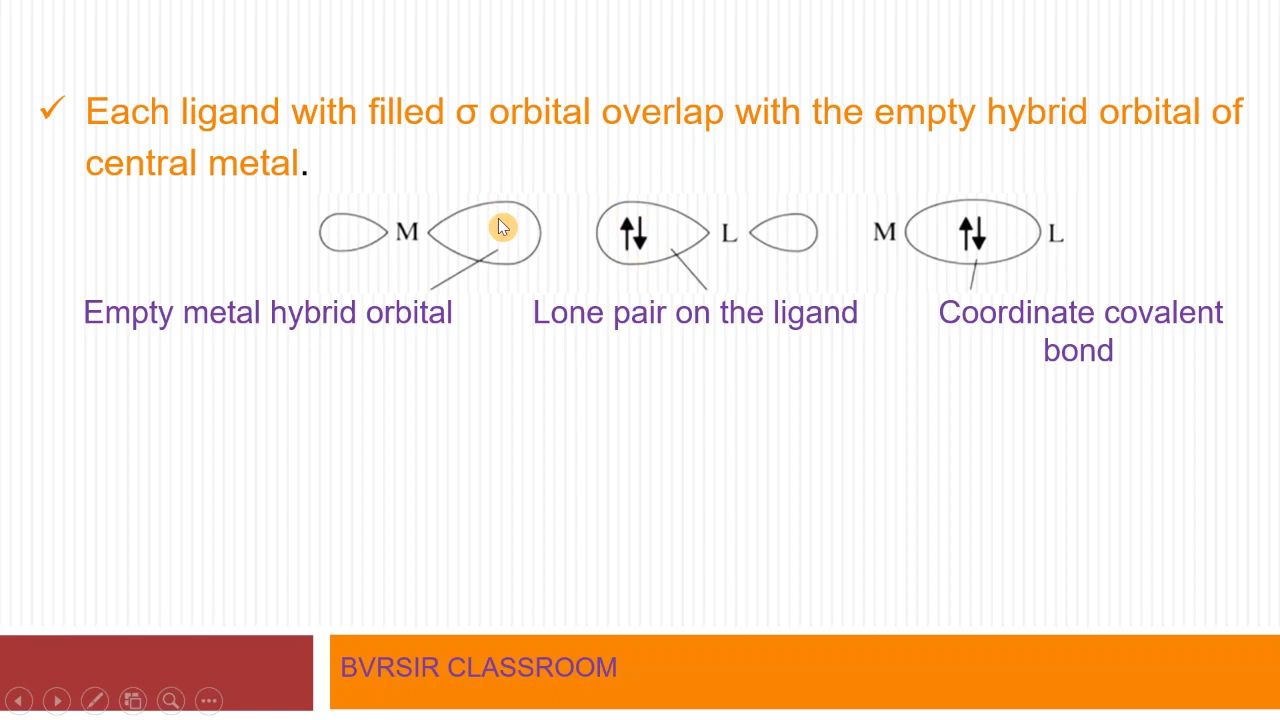 Each ligand with filled σ orbital overlap with the empty hybrid orbital of
central metal.
M L M L
Empty metal hybrid orbital Lone pair on the ligand Coordinate covalent
bond
BVRSIR CLASSROOM